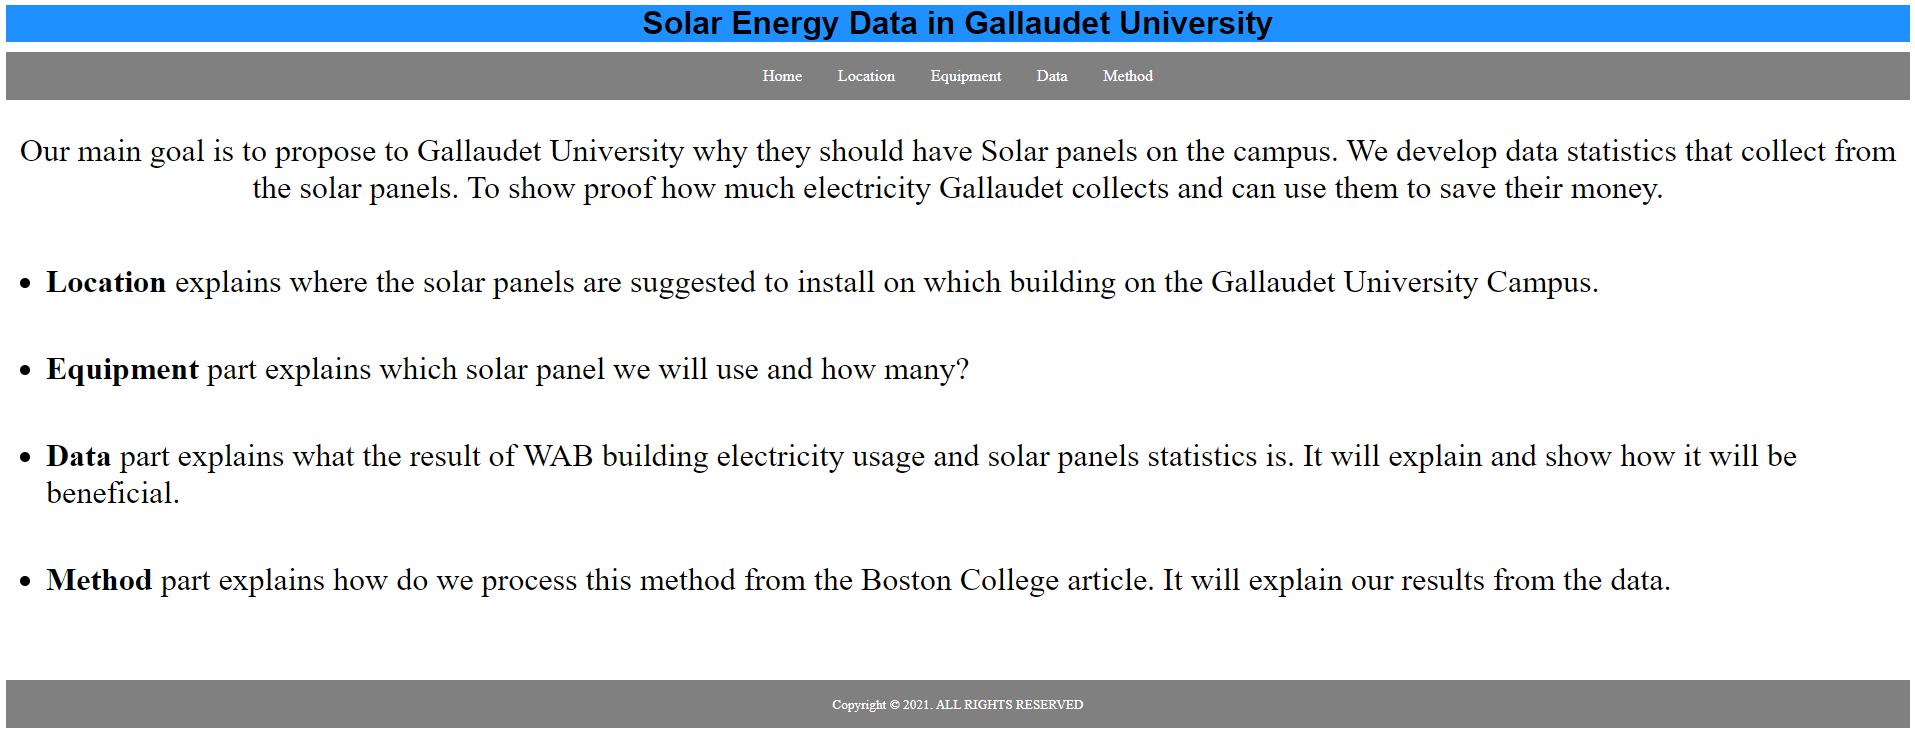 Solar Energy Data in Gallaudet University
Home Location Equipment Data Method
Our main goal is to propose to Gallaudet University why they should have Solar panels on the campus. We develop data statistics that collect from
the solar panels. To show proof how much electricity Gallaudet collects and can use them to save their money.
• Location explains where the solar panels are suggested to install on which building on the Gallaudet University Campus.
• Equipment part explains which solar panel we will use and how many?
• Data part explains what the result of WAB building electricity usage and solar panels statistics is. It will explain and show how it will be
beneficial.
• Method part explains how do we process this method from the Boston College article. It will explain our results from the data.
Copyright © 2021. ALL RIGHTS RESERVED